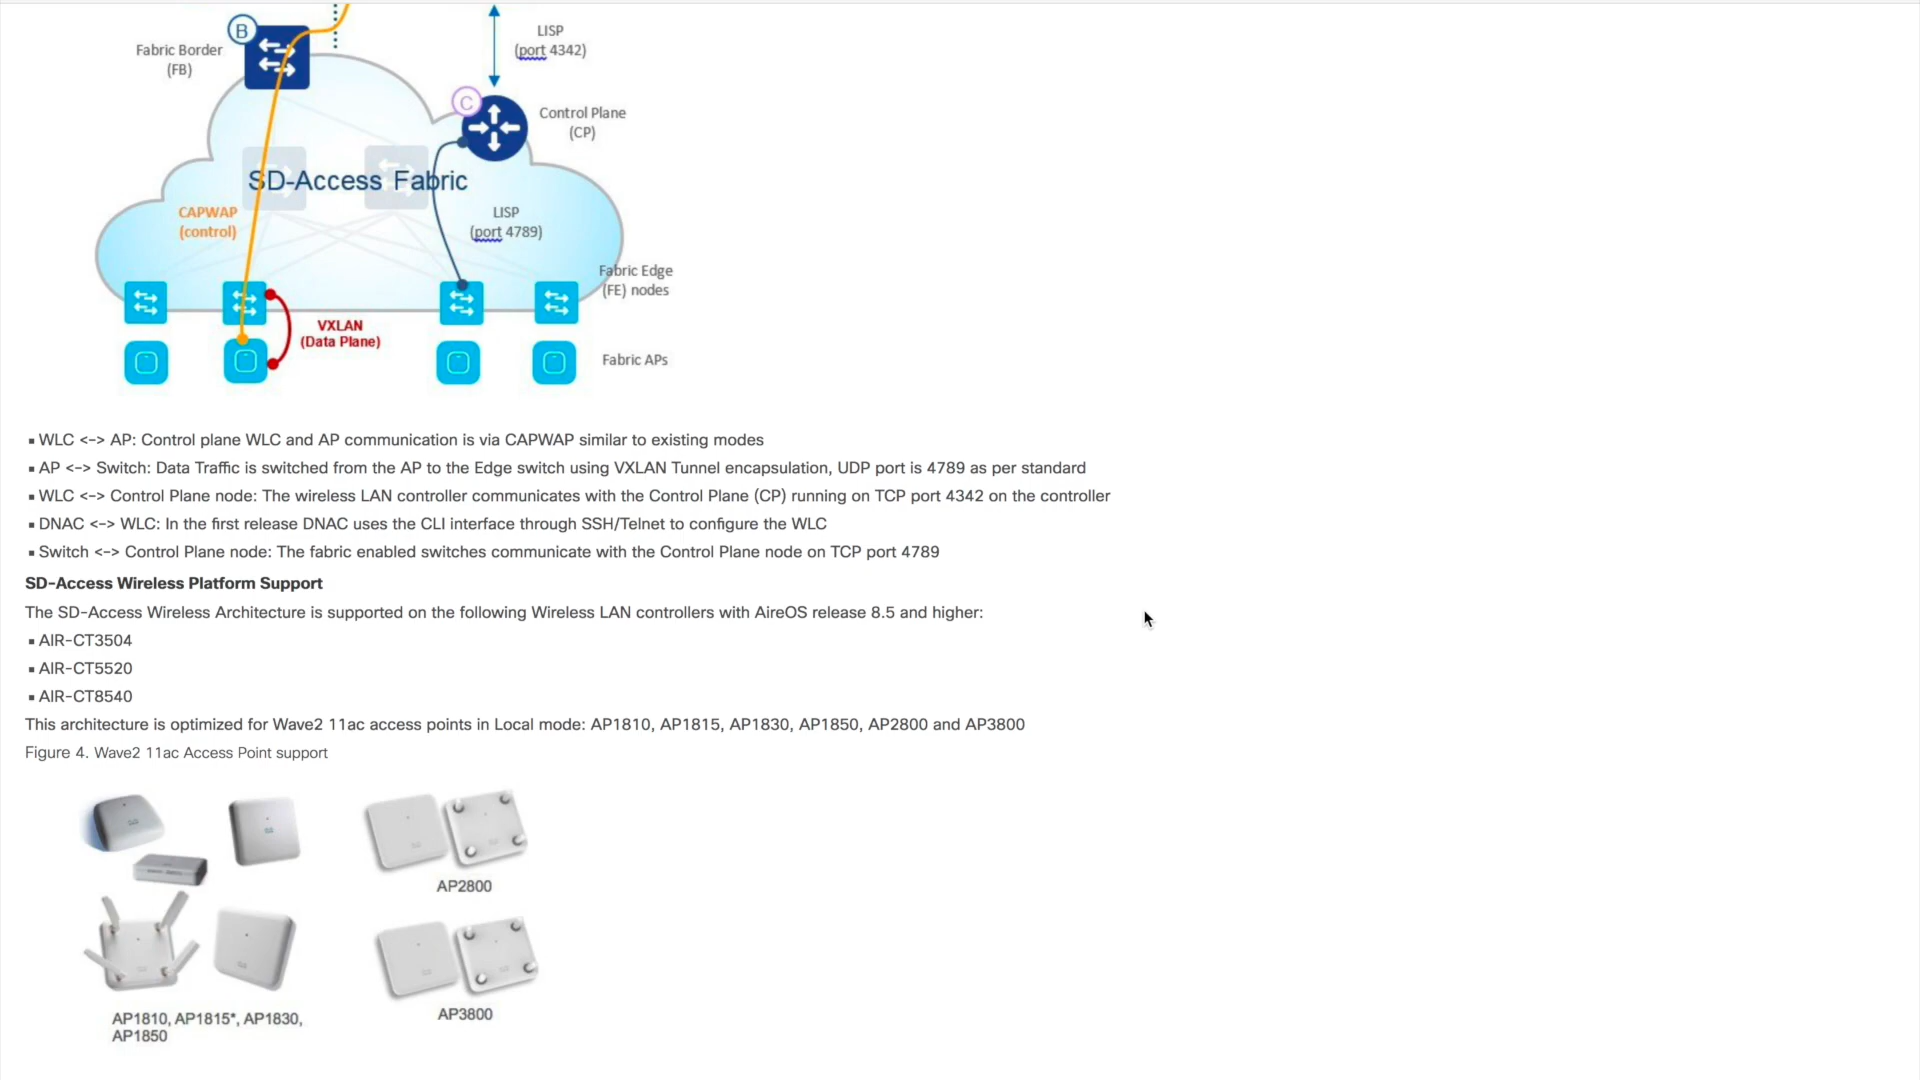 B
Fabric Border
(FB)
LISP
(port 4342)
C
Control Plane
(CP)
SD-Access Fabric
CAPWAP
(control)
LISP
(port 4789)
Fabric Edge
(FE) nodes
VXLAN
(Data Plane)
Fabric APs
▪ WLC <-> AP: Control plane WLC and AP communication is via CAPWAP similar to existing modes
▪ AP <-> Switch: Data Traffic is switched from the AP to the Edge switch using VXLAN Tunnel encapsulation, UDP port is 4789 as per standard
▪ WLC <-> Control Plane node: The wireless LAN controller communicates with the Control Plane (CP) running on TCP port 4342 on the controller
▪ DNAC <-> WLC: In the first release DNAC uses the CLI interface through SSH/Telnet to configure the WLC
▪ Switch <-> Control Plane node: The fabric enabled switches communicate with the Control Plane node on TCP port 4789
SD-Access Wireless Platform Support
The SD-Access Wireless Architecture is supported on the following Wireless LAN controllers with AireOS release 8.5 and higher:
▪ AIR-CT3504
▪ AIR-CT5520
▪ AIR-CT8540
This architecture is optimized for Wave2 11ac access points in Local mode: AP1810, AP1815, AP1830, AP1850, AP2800 and AP3800
Figure 4. Wave2 11ac Access Point support
AP2800
AP1810, AP1815*, AP1830,
AP1850
AP3800